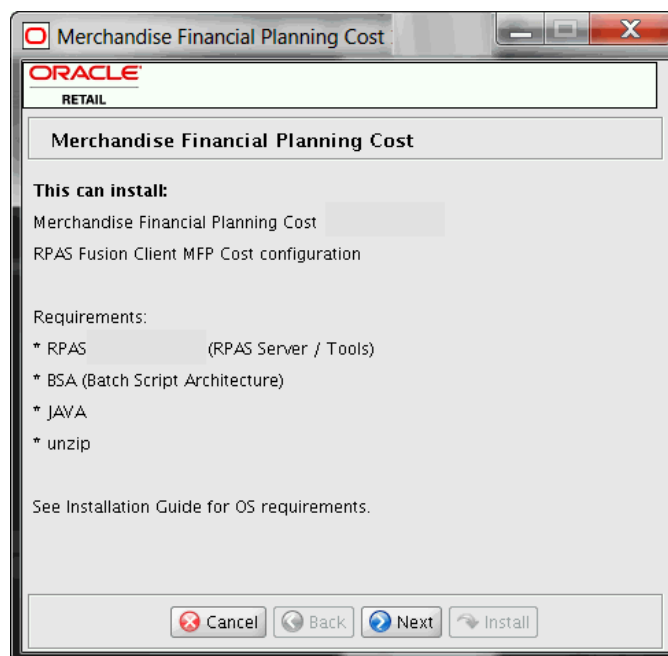 Merchandise Financial Planning Cost
ORACLE
RETAIL
Merchandise Financial Planning Cost
This can install:
Merchandise Financial Planning Cost
RPAS Fusion Client MFP Cost configuration
Requirements:
* RPAS (RPAS Server / Tools)
* BSA (Batch Script Architecture)
* JAVA
* unzip
See Installation Guide for OS requirements.
Cancel Back Next Install